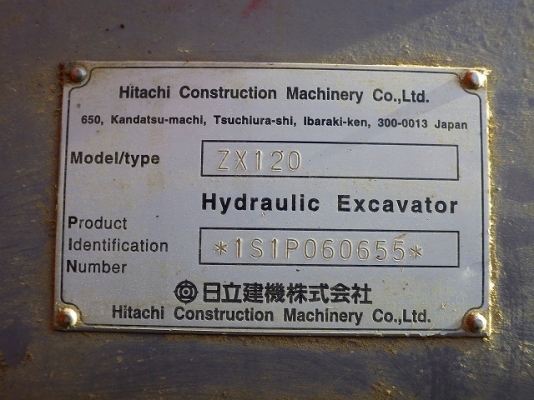 Hitachi Construction Machinery Co.,Ltd.
650, Kandatsu-machi, Tsuchiura-shi, Ibaraki-ken, 300-0013 Japan
Model/type ZX120
Hydraulic Excavator
Product
Identification *1S1P060655*
Number
日立建機株式会社
Hitachi Construction Machinery Co.,Ltd.